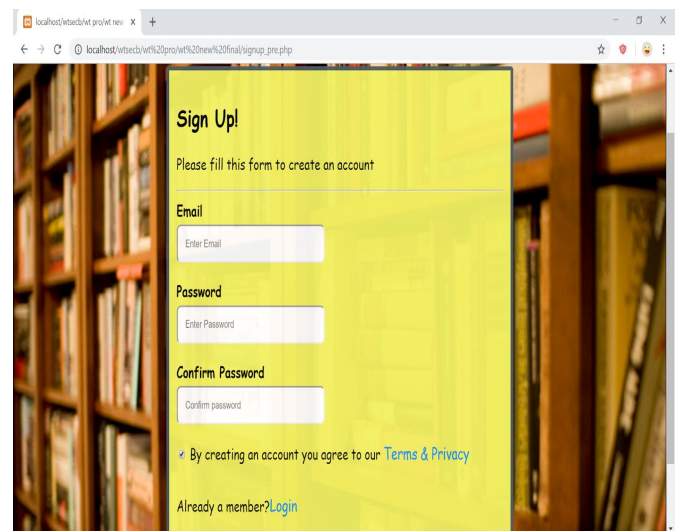 localhost/wtsecb/wt pro/wt new
localhost/wtsecb/wt%20pro/wt%20new%20final/signup_pre.php
Sign Up!
Please fill this form to create an account
Email
Enter Email
Password
Enter Password
Confirm Password
Confirm password
By creating an account you agree to our Terms & Privacy
Already a member?Login